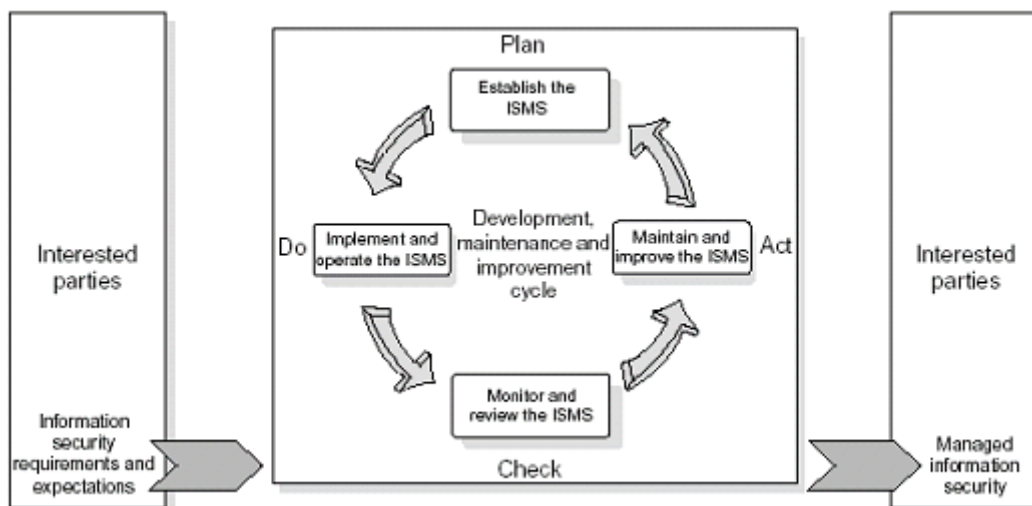 Interested
parties
Information
security
requirements and
expectations
Plan
Establish the
ISMS
Do
Implement and
operate the ISMS
Development,
maintenance and
improvement
cycle
Maintain and
improve the ISMS
Act
Monitor and
review the ISMS
Check
Interested
parties
Managed
information
security